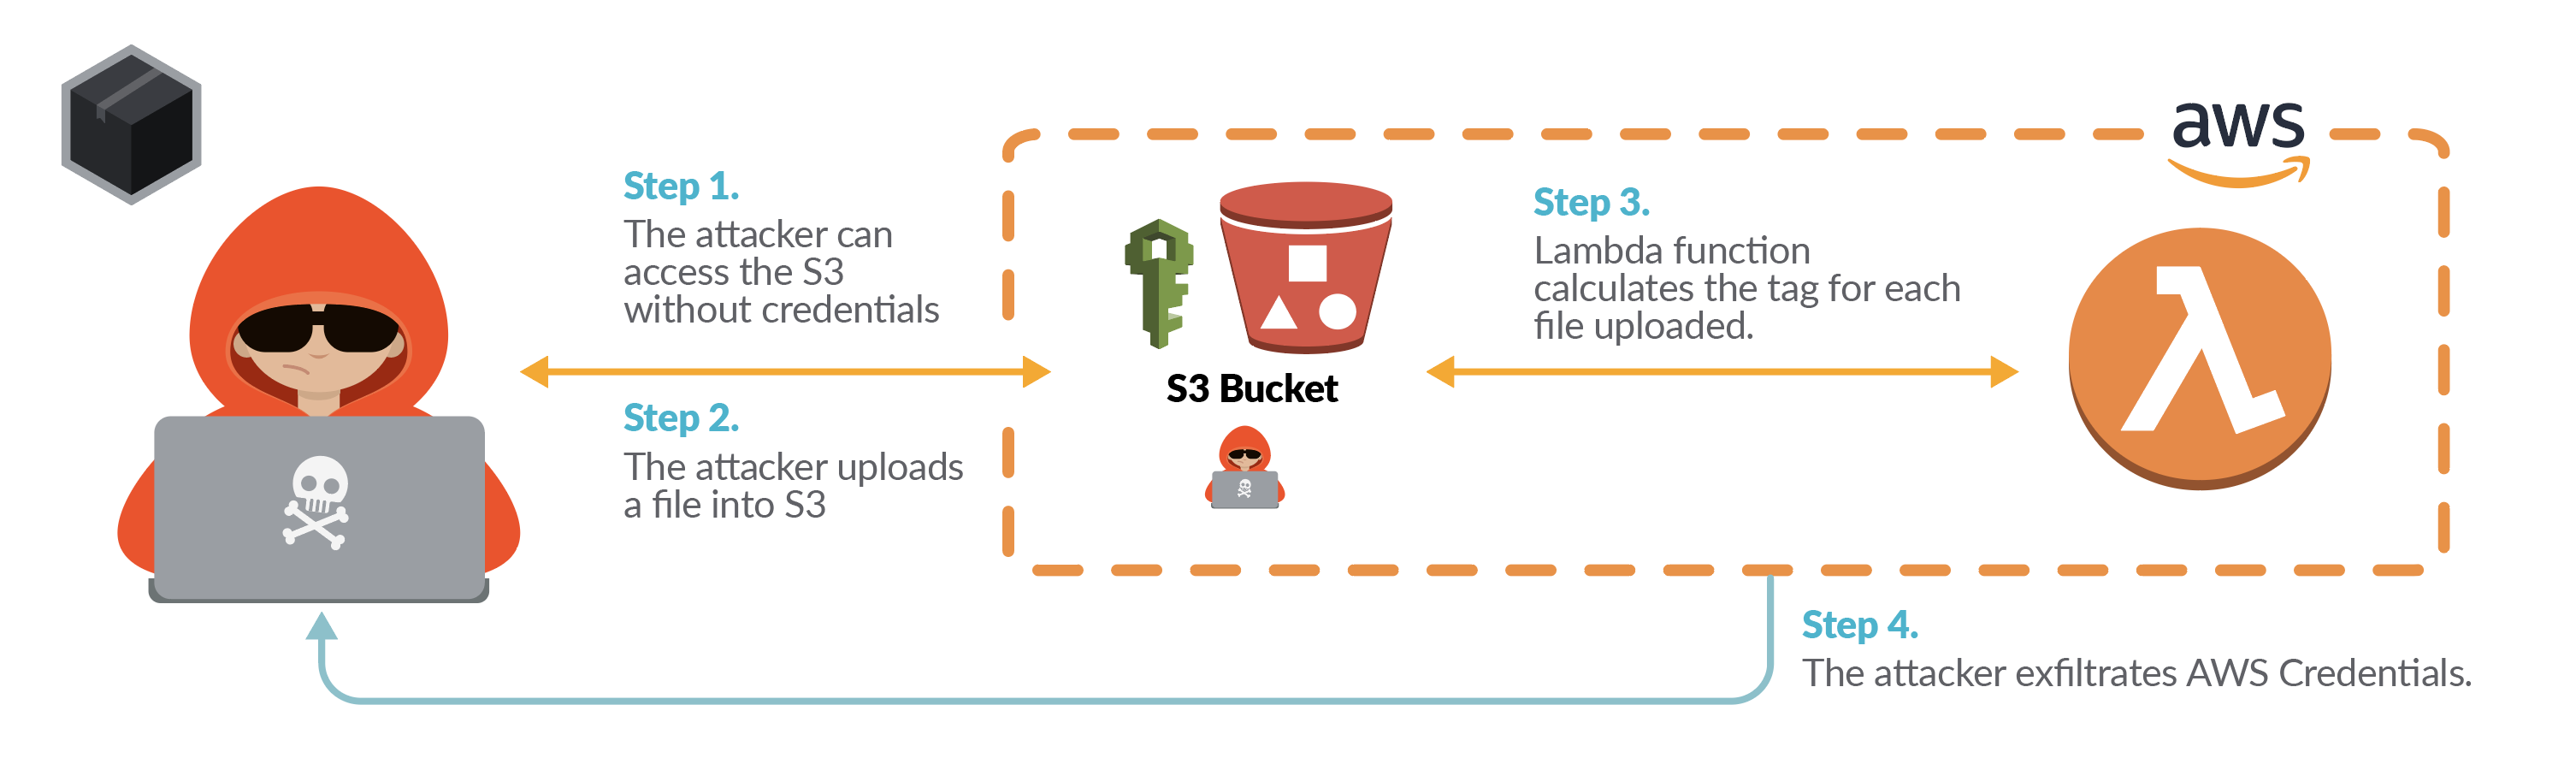 Step 1.
The attacker can
access the S3
without credentials
Step 2.
The attacker uploads
a file into S3
S3 Bucket
Step 3.
Lambda function
calculates the tag for each
file uploaded.
aws
Step 4.
The attacker exfiltrates AWS Credentials.